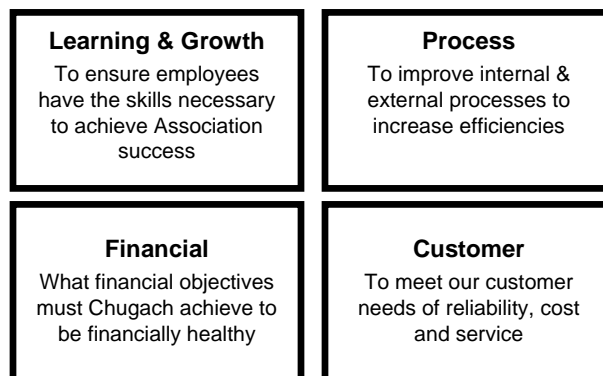 Learning & Growth
To ensure employees
have the skills necessary
to achieve Association
success
Process
To improve internal &
external processes to
increase efficiencies
Financial
What financial objectives
must Chugach achieve to
be financially healthy
Customer
To meet our customer
needs of reliability, cost
and service